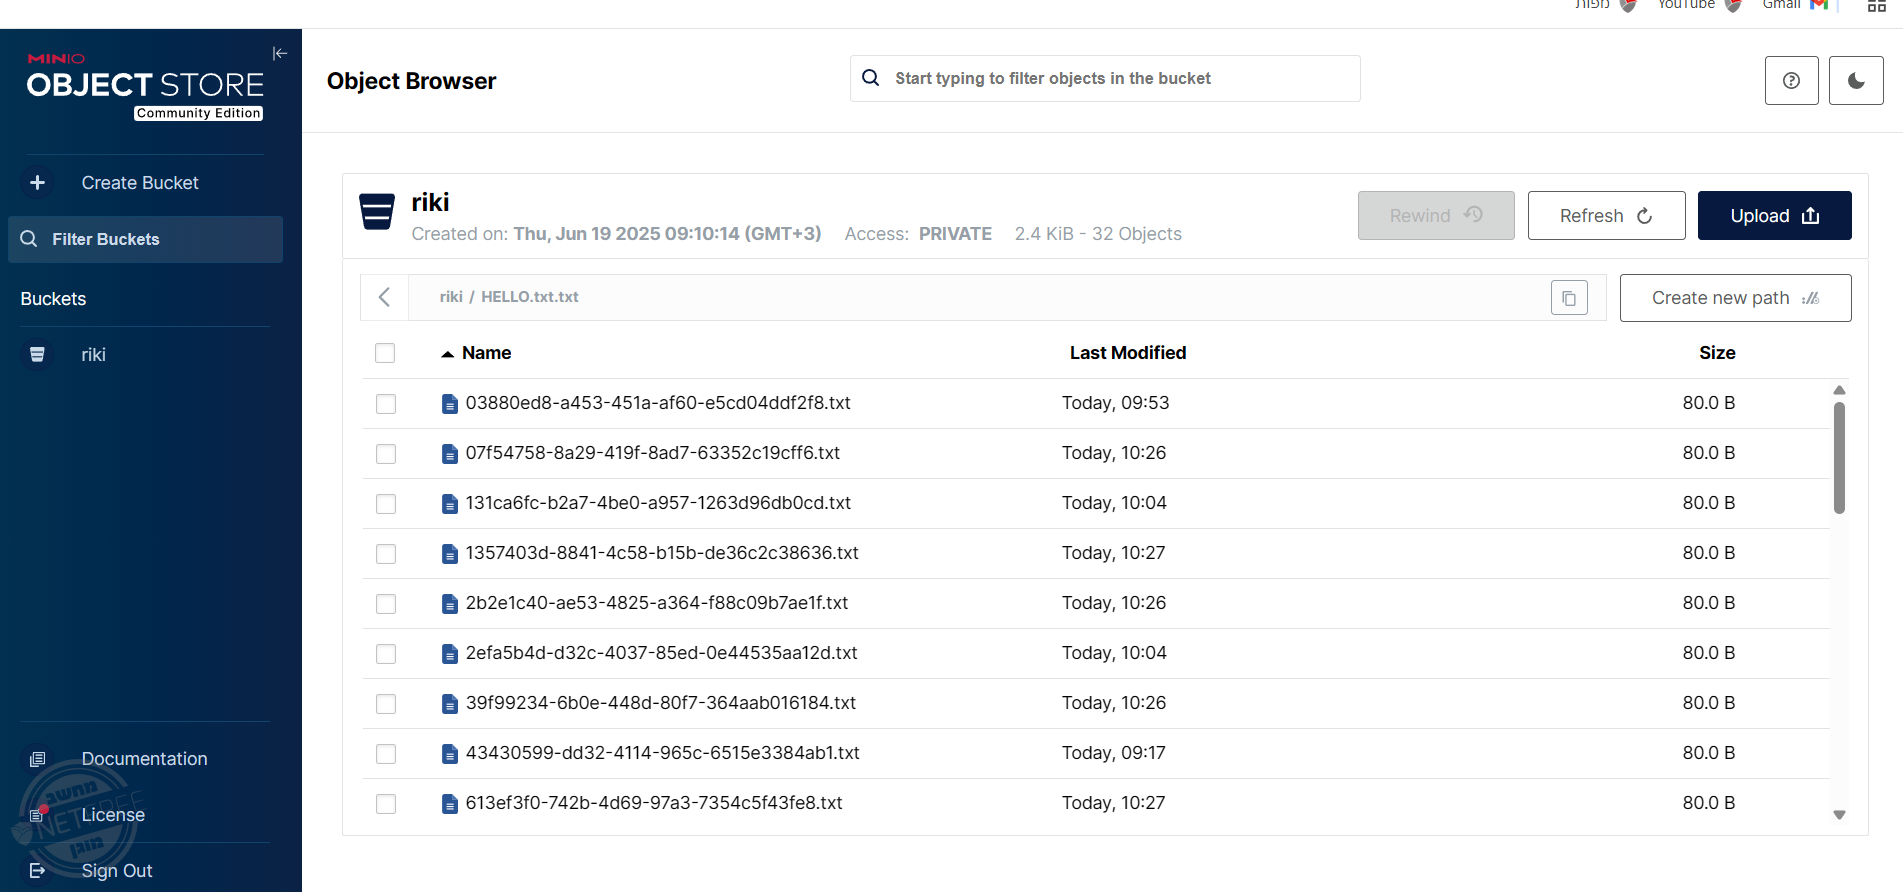 מפות YouTube Gmail
MINIO
OBJECT STORE
Community Edition
Create Bucket
Filter Buckets
Buckets
riki
Documentation
License
Sign Out
מחשב
NETFREE
מוגן
Object Browser
Start typing to filter objects in the bucket
riki
Created on: Thu, Jun 19 2025 09:10:14 (GMT+3) Access: PRIVATE 2.4 KiB - 32 Objects
Rewind Refresh Upload
riki / HELLO.txt.txt
Create new path
Name Last Modified Size
03880ed8-a453-451a-af60-e5cd04ddf2f8.txt Today, 09:53 80.0 B
07f54758-8a29-419f-8ad7-63352c19cff6.txt Today, 10:26 80.0 B
131ca6fc-b2a7-4be0-a957-1263d96db0cd.txt Today, 10:04 80.0 B
1357403d-8841-4c58-b15b-de36c2c38636.txt Today, 10:27 80.0 B
2b2e1c40-ae53-4825-a364-f88c09b7ae1f.txt Today, 10:26 80.0 B
2efa5b4d-d32c-4037-85ed-0e44535aa12d.txt Today, 10:04 80.0 B
39f99234-6b0e-448d-80f7-364aab016184.txt Today, 10:26 80.0 B
43430599-dd32-4114-965c-6515e3384ab1.txt Today, 09:17 80.0 B
613ef3f0-742b-4d69-97a3-7354c5f43fe8.txt Today, 10:27 80.0 B